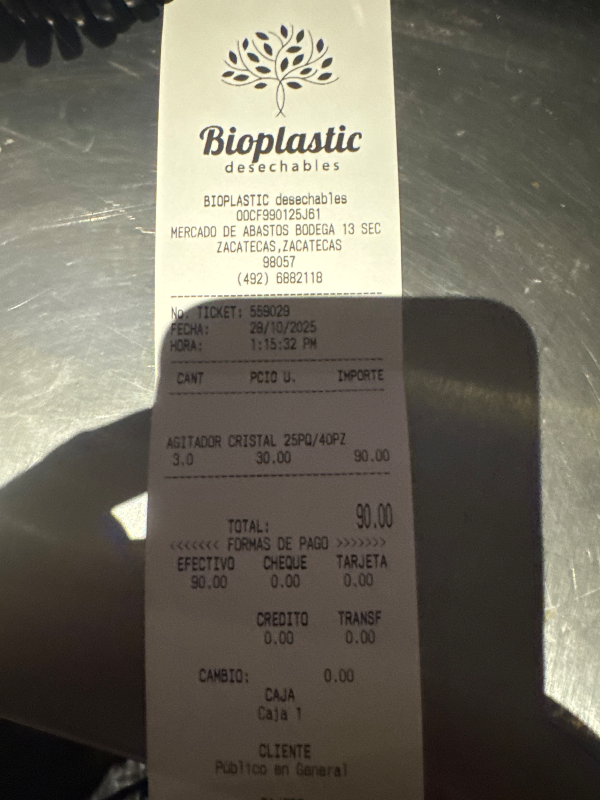 Bioplastic
desechables
BIOPLASTIC desechables
OOCF990125J61
MERCADO DE ABASTOS BODEGA 13 SEC
ZACATECAS,ZACATECAS
98057
(492) 6882118
No. TICKET: 559029
FECHA: 28/10/2025
HORA: 1:15:32 PM
CANT PCIO U. IMPORTE
AGITADOR CRISTAL 25PQ/40PZ
3.0 30.00 90.00
TOTAL: 90.00
<<<<<<< FORMAS DE PAGO >>>>>>>
EFECTIVO CHEQUE TARJETA
90.00 0.00 0.00
CREDITO TRANSF
0.00 0.00
CAMBIO: 0.00
CAJA
Caja 1
CLIENTE
Público en General